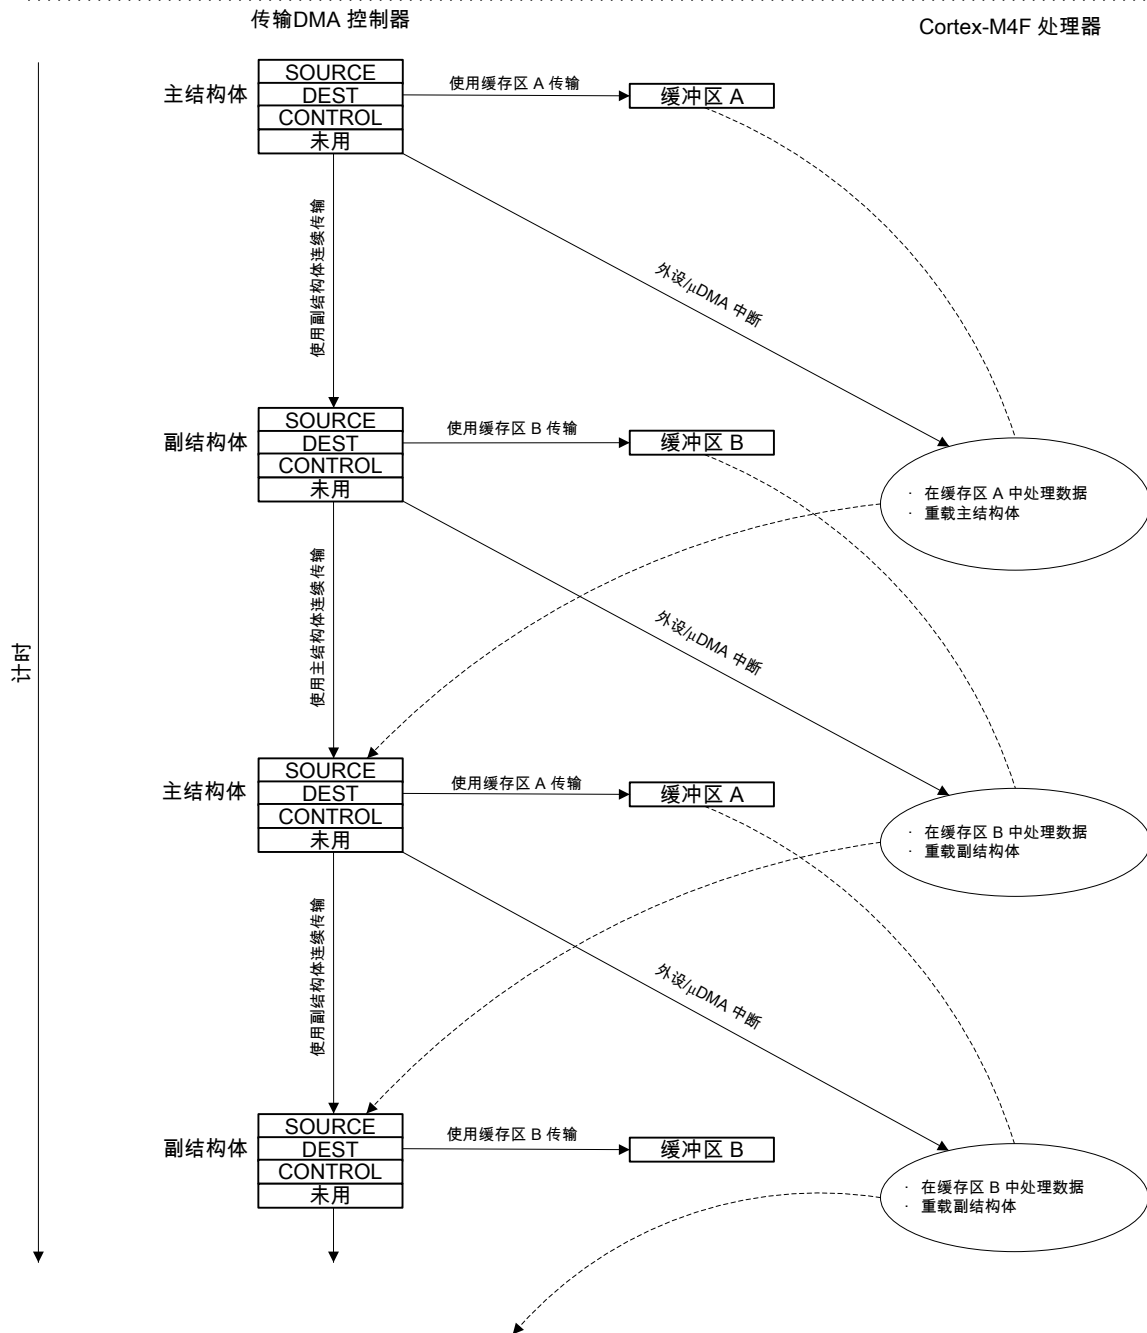 传输DMA 控制器
Cortex-M4F 处理器
主结构体
SOURCE
DEST
CONTROL
未用
使用缓存区 A 传输
缓冲区 A
使用副结构体连续传输
外设/μDMA 中断
副结构体
SOURCE
DEST
CONTROL
未用
使用缓存区 B 传输
缓冲区 B
· 在缓存区 A 中处理数据
· 重载主结构体
使用主结构体连续传输
外设/μDMA 中断
计时
主结构体
SOURCE
DEST
CONTROL
未用
使用缓存区 A 传输
缓冲区 A
· 在缓存区 B 中处理数据
· 重载副结构体
使用副结构体连续传输
外设/μDMA 中断
副结构体
SOURCE
DEST
CONTROL
未用
使用缓存区 B 传输
缓冲区 B
· 在缓存区 B 中处理数据
· 重载副结构体